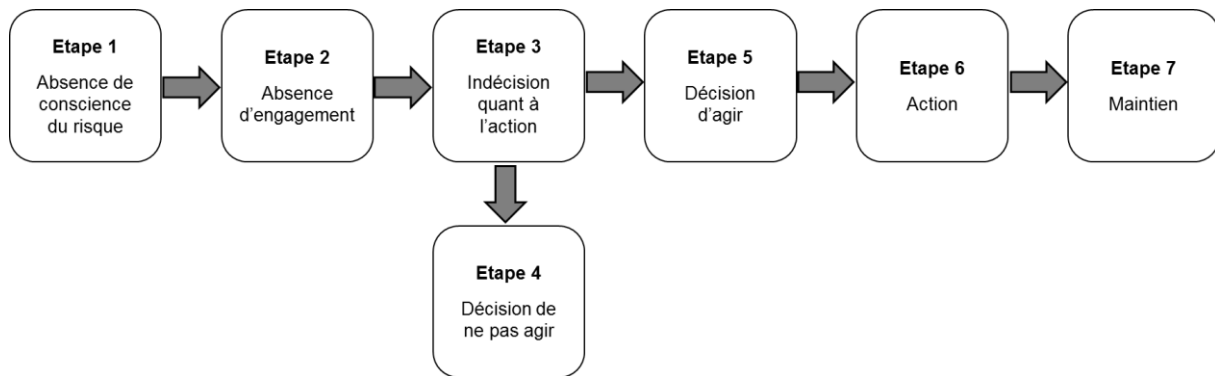 Etape 1
Absence de
conscience
du risque
Etape 2
Absence
d'engagement
Etape 3
Indécision
quant à
l'action
Etape 5
Décision
d'agir
Etape 6
Action
Etape 7
Maintien
Etape 4
Décision de
ne pas agir